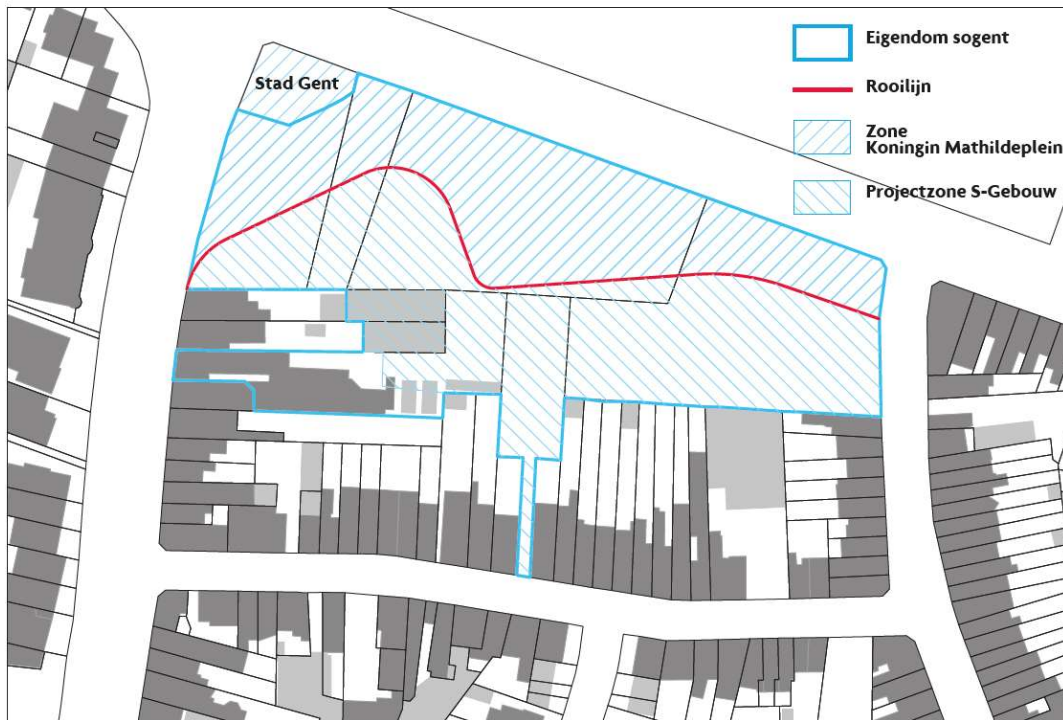 Stad Gent
Eigendom sogent
Rooilijn
Zone
Koningin Mathildeplein
Projectzone S-Gebouw